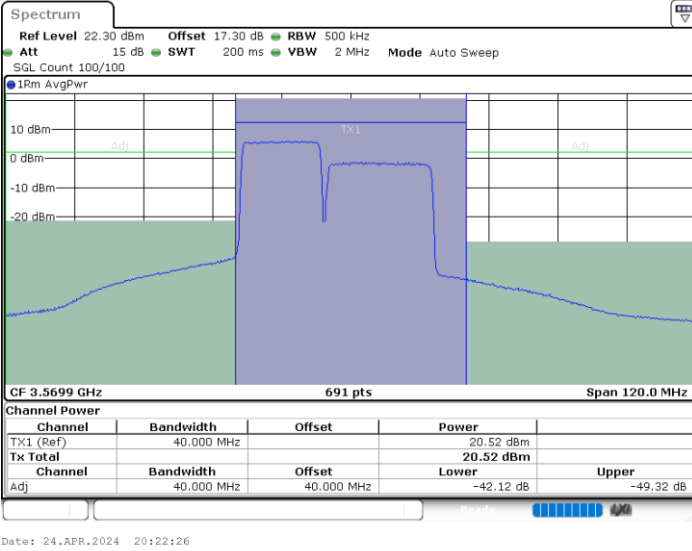 Spectrum
Ref Level 22.30 dBm Offset 17.30 dB RBW 500 kHz
Att 15 dB SWT 200 ms VBW 2 MHz Mode Auto Sweep
SGL Count 100/100
1Rm AvgPwr
TX1
10 dBm
Adj Adj
0 dBm
-10 dBm
-20 dBm
CF 3.5699 GHz 691 pts Span 120.0 MHz
Channel Power
Channel Bandwidth Offset Power
TX1 (Ref) 40.000 MHz 20.52 dBm
Tx Total 20.52 dBm
Channel Bandwidth Offset Lower Upper
Adj 40.000 MHz 40.000 MHz -42.12 dB -49.32 dB
Ready
Date: 24.APR.2024 20:22:26